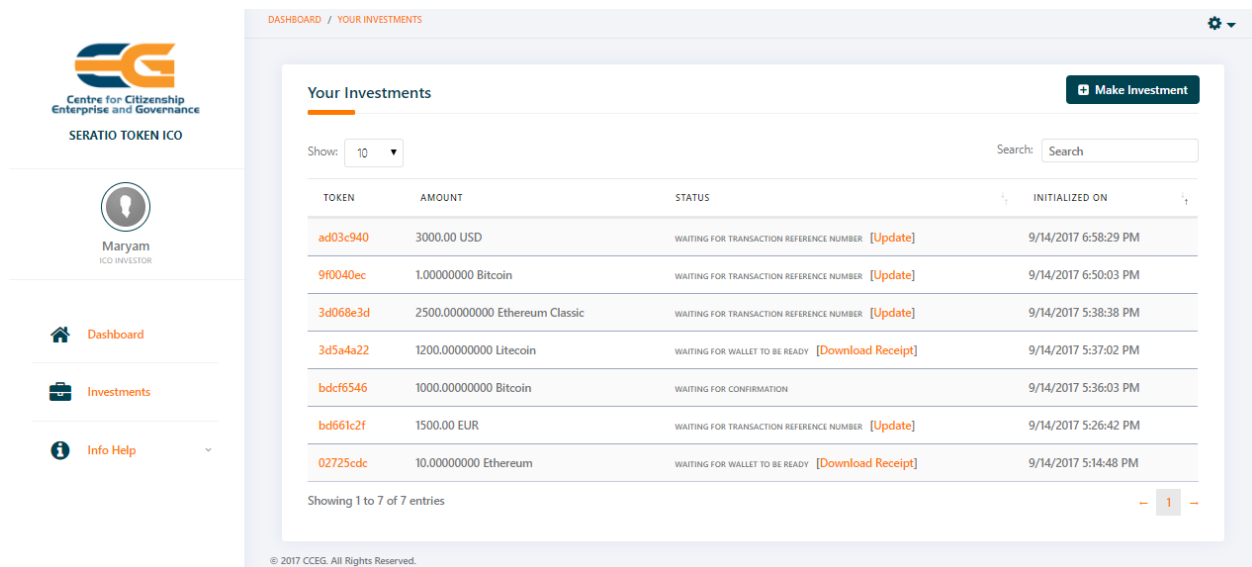 DASHBOARD / YOUR INVESTMENTS
Centre for Citizenship
Enterprise and Governance
SERATIO TOKEN ICO
Maryam
ICO INVESTOR
Dashboard
Investments
Info Help
Your Investments
Make Investment
Show: 10
Search: Search
TOKEN AMOUNT STATUS INITIALIZED ON
ad03c940 3000.00 USD WAITING FOR TRANSACTION REFERENCE NUMBER [Update] 9/14/2017 6:58:29 PM
9f0040ec 1.00000000 Bitcoin WAITING FOR TRANSACTION REFERENCE NUMBER [Update] 9/14/2017 6:50:03 PM
3d068e3d 2500.00000000 Ethereum Classic WAITING FOR TRANSACTION REFERENCE NUMBER [Update] 9/14/2017 5:38:38 PM
3d5a4a22 1200.00000000 Litecoin WAITING FOR WALLET TO BE READY [Download Receipt] 9/14/2017 5:37:02 PM
bdcf6546 1000.00000000 Bitcoin WAITING FOR CONFIRMATION 9/14/2017 5:36:03 PM
bd661c2f 1500.00 EUR WAITING FOR TRANSACTION REFERENCE NUMBER [Update] 9/14/2017 5:26:42 PM
02725cdc 10.00000000 Ethereum WAITING FOR WALLET TO BE READY [Download Receipt] 9/14/2017 5:14:48 PM
Showing 1 to 7 of 7 entries
← 1 →
© 2017 CCEG. All Rights Reserved.